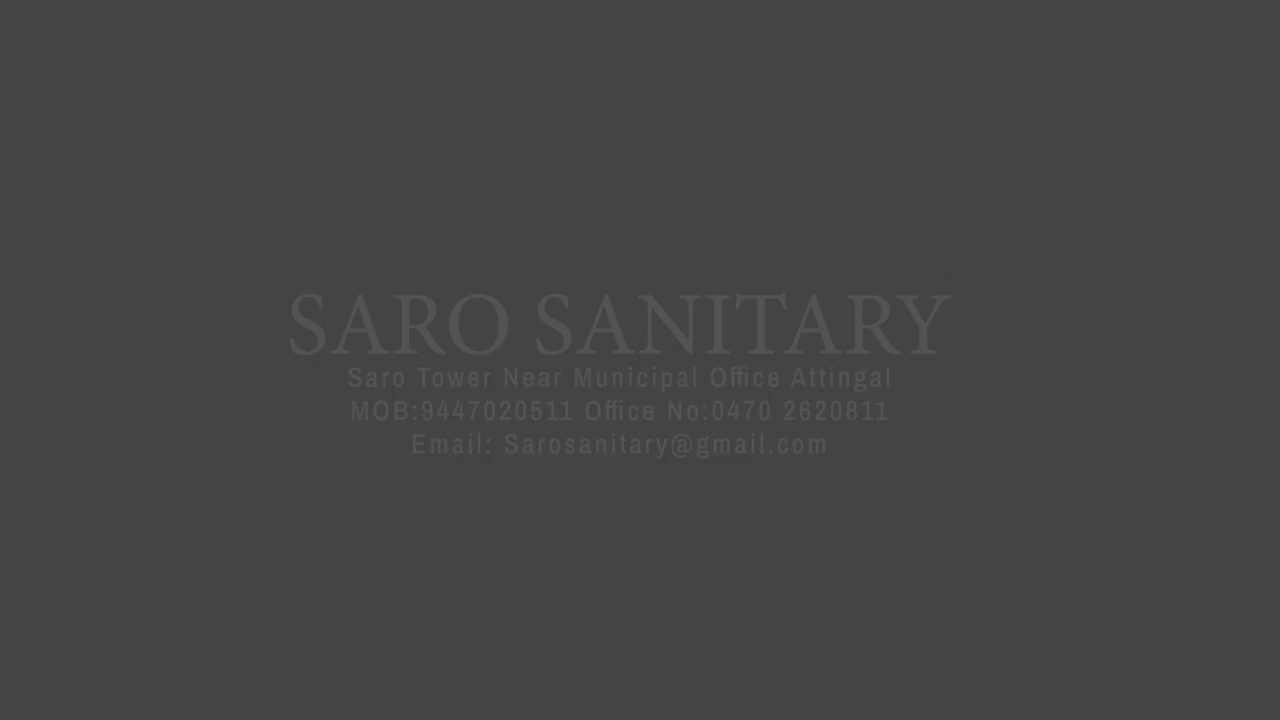 SARO SANITARY
Saro Tower Near Municipal Office Attingal
MOB:9447020511 Office No:0470 2620811
Email: Sarosanitary@gmail.com